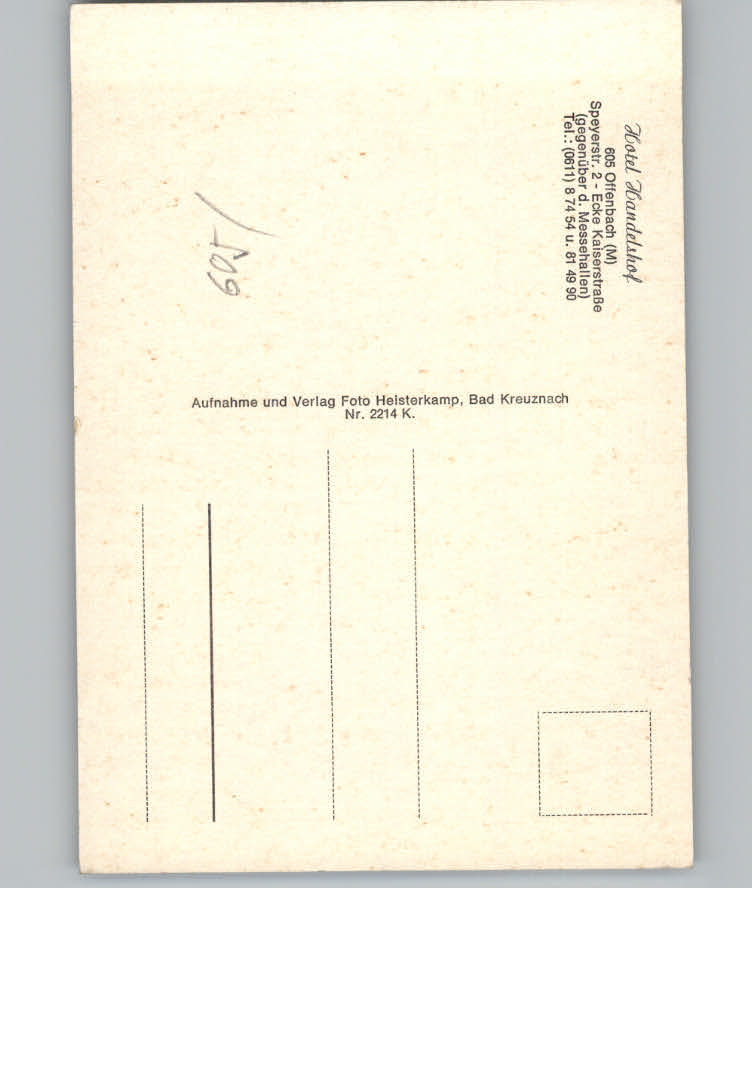 Hotel Handelshof
605 Offenbach (M)
Speyerstr. 2 - Ecke Kaiserstraße
(gegenüber d. Messehallen)
Tel.: (0611) 8 74 54 u. 81 49 90
/ 605
Aufnahme und Verlag Foto Heisterkamp, Bad Kreuznach
Nr. 2214 K.